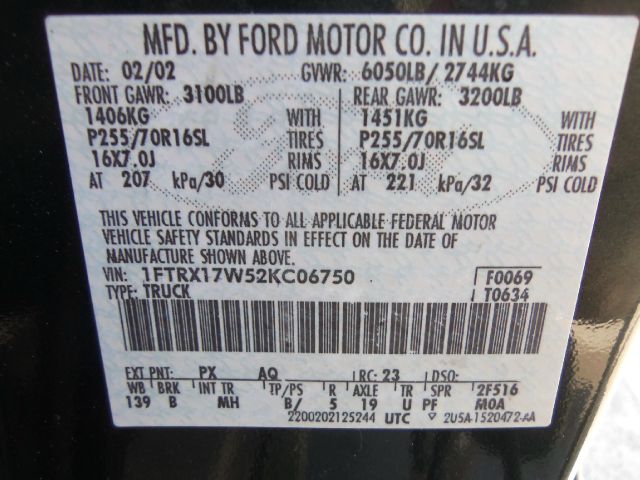 MFD. BY FORD MOTOR CO. IN U.S.A.
DATE: 02/02 GVWR: 6050LB/ 2744KG
FRONT GAWR: 3100LB REAR GAWR: 3200LB
1406KG WITH 1451KG WITH
P255/70R16SL TIRES P255/70R16SL TIRES
16X7.0J RIMS 16X7.0J RIMS
AT 207 kPa/30 PSI COLD AT 221 kPa/32 PSI COLD
THIS VEHICLE CONFORMS TO ALL APPLICABLE FEDERAL MOTOR
VEHICLE SAFETY STANDARDS IN EFFECT ON THE DATE OF
MANUFACTURE SHOWN ABOVE.
VIN: 1FTRX17W52KC06750 F0069
TYPE: TRUCK T0634
EXT PNT: PX AQ RC: 23 DSO:
WB BRK INT TR TP/PS R AXLE TR SPR 2F516
139 B MH B/ 5 19 U PF M0A
2200202125244 UTC 2U5A-1520472-AA